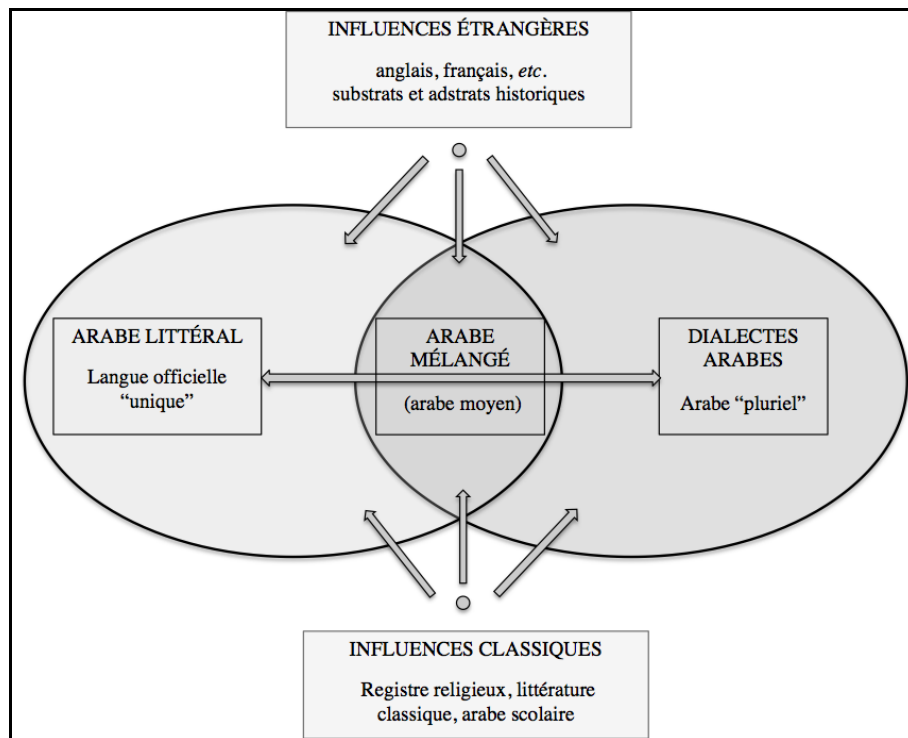 INFLUENCES ÉTRANGÈRES
anglais, français, etc.
substrats et adstrats historiques
ARABE LITTÉRAL
Langue officielle
“unique”
ARABE
MÉLANGÉ
(arabe moyen)
DIALECTES
ARABES
Arabe “pluriel”
INFLUENCES CLASSIQUES
Registre religieux, littérature
classique, arabe scolaire